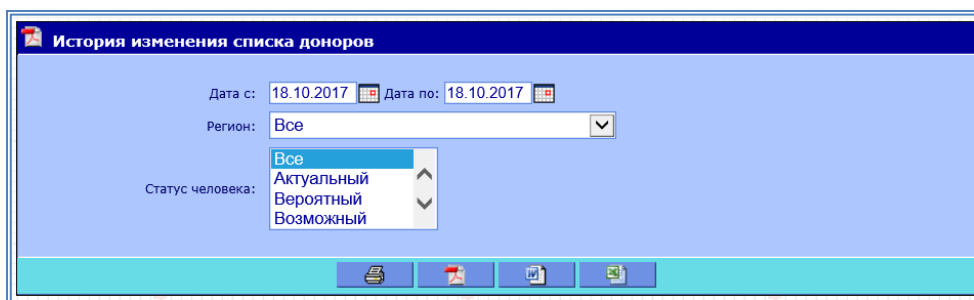 История изменения списка доноров
Дата с: 18.10.2017 Дата по: 18.10.2017
Регион: Все
Все
Актуальный
Статус человека:
Вероятный
Возможный